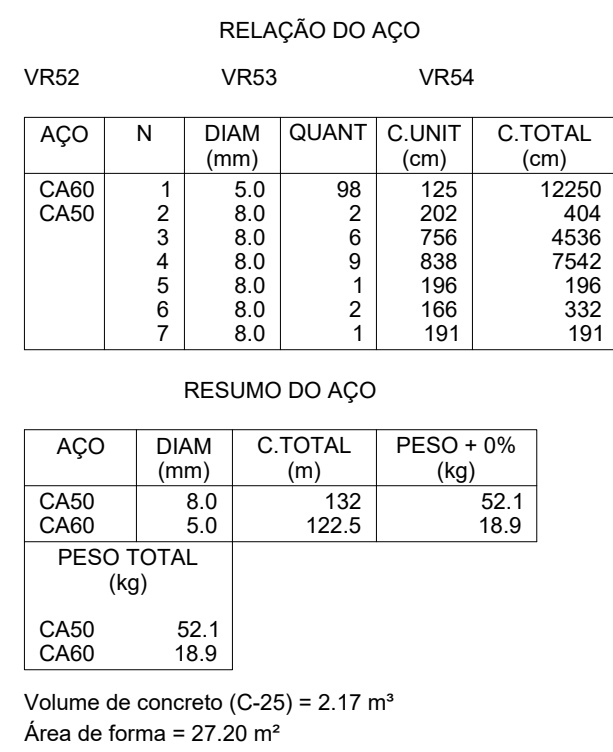 RELAÇÃO DO AÇO
VR52 VR53 VR54
AÇO N DIAM QUANT C.UNIT C.TOTAL
(mm) (cm) (cm)
CA60 1 5.0 98 125 12250
CA50 2 8.0 2 202 404
3 8.0 6 756 4536
4 8.0 9 838 7542
5 8.0 1 196 196
6 8.0 2 166 332
7 8.0 1 191 191
RESUMO DO AÇO
AÇO DIAM C.TOTAL PESO + 0%
(mm) (m) (kg)
CA50 8.0 132 52.1
CA60 5.0 122.5 18.9
PESO TOTAL
(kg)
CA50 52.1
CA60 18.9
Volume de concreto (C-25) = 2.17 m³
Área de forma = 27.20 m²